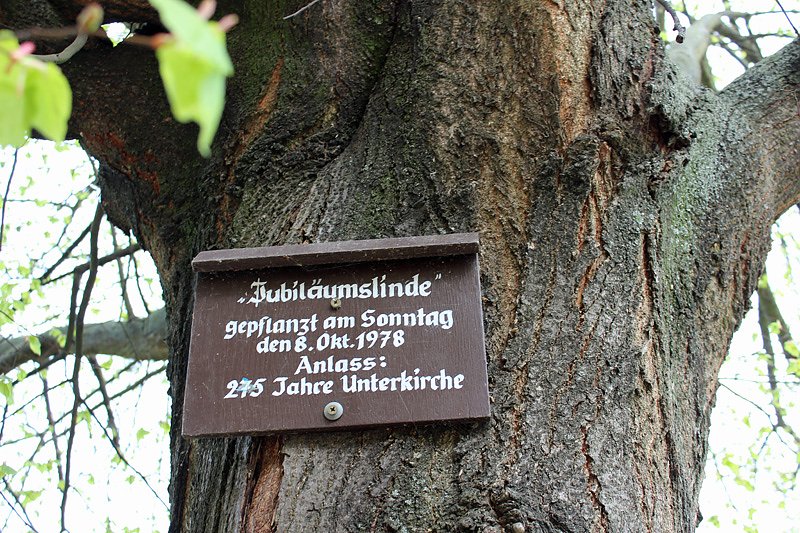 „Jubiläumslinde“
gepflanzt am Sonntag
den 8. Okt. 1978
Anlass:
275 Jahre Unterkirche